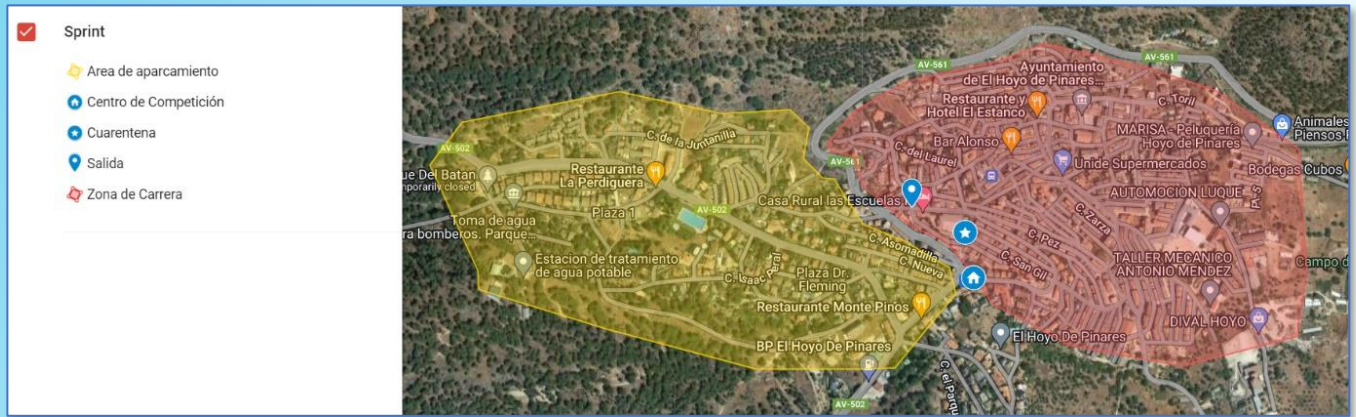 Sprint
Area de aparcamiento
Centro de Competición
Cuarentena
Salida
Zona de Carrera
AV-561
AV-561
Ayuntamiento
de El Hoyo de Pinares...
Restaurante y
Hotel El Estanco
C. Toril
Animales
Piensos
MARISA - Peluquería
Hoyo de Pinares
Bar Alonso
C. de la Juntanilla
AV-502
AV-561
C. del Laurel
Unide Supermercados
Bodegas Cubos
Restaurante
La Perdiguera
ue Del Batán
mporarily closed
AUTOMOCION LUQUE
Casa Rural las Escuelas
Plaza 1
AV-502
C. Zarza
Toma de agua
ra bomberos. Parque...
C. Pez
C. Asomadilla
C. Nueva
C. San Gil
TALLER MECANICO
ANTONIO MENDEZ
Campo d
Estacion de tratamiento
de agua potable
C. Isaac Peral
Plaza Dr.
Fleming
Restaurante Monte Pinos
DIVAL HOYO
El Hoyo De Pinares
BP El Hoyo De Pinares
C. el Parqu
AV-502